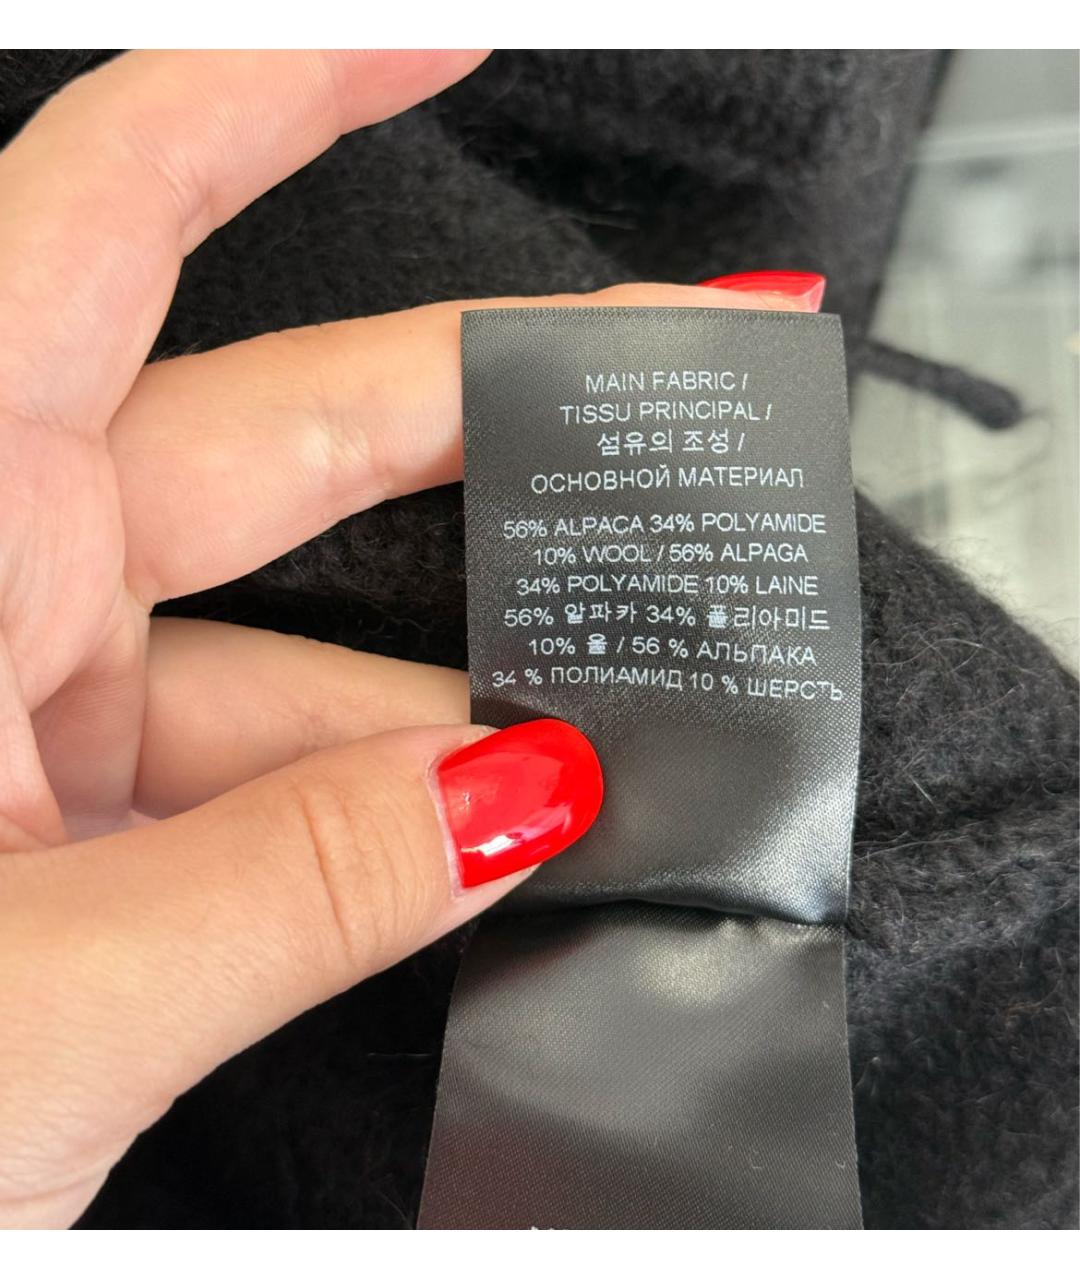 MAIN FABRIC /
TISSU PRINCIPAL /
섬유의 조성 /
ОСНОВНОЙ МАТЕРИАЛ
56% ALPACA 34% POLYAMIDE
10% WOOL / 56% ALPAGA
34% POLYAMIDE 10% LAINE
56% 알파카 34% 폴리아미드
10% 울 / 56 % АЛЬПАКА
34 % ПОЛИАМИД 10 % ШЕРСТЬ